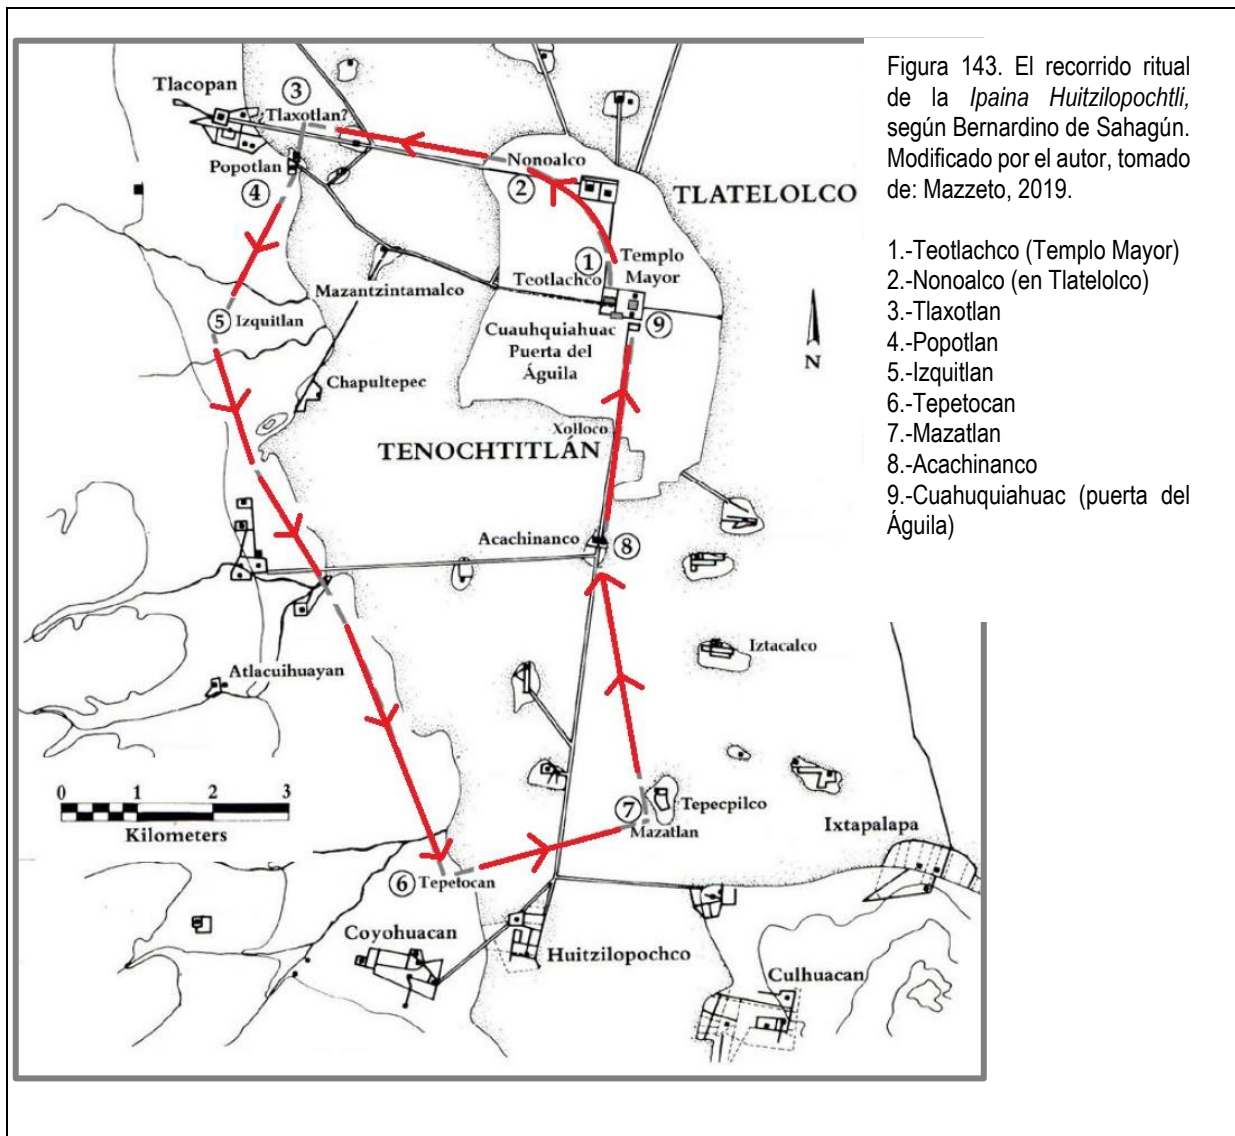 Figura 143. El recorrido ritual
de la Ipaina Huitzilopochtli,
según Bernardino de Sahagún.
Modificado por el autor, tomado
de: Mazzeto, 2019.
1.-Teotlachco (Templo Mayor)
2.-Nonoalco (en Tlatelolco)
3.-Tlaxotlan
4.-Popotlan
5.-Izquitlan
6.-Tepetocan
7.-Mazatlan
8.-Acachinanco
9.-Cuahuquiahuac (puerta del
Águila)
Tlacopan
3
¿Tlaxotlan?
Popotlan
4
Nonoalco
2
TLATELOLCO
1
Templo
Mayor
Teotlachco
Mazantzintamalco
5 Izquitlan
9
Cuauhquiahuac
Puerta del
Águila
N
Chapultepec
Xolloco
TENOCHTITLÁN
Acachinanco
8
Iztacalco
Atlacuihuayan
0 1 2 3
Kilometers
7
Tepecpilco
Mazatlan
Ixtapalapa
6 Tepetocan
Coyohuacan
Huitzilopochco
Culhuacan